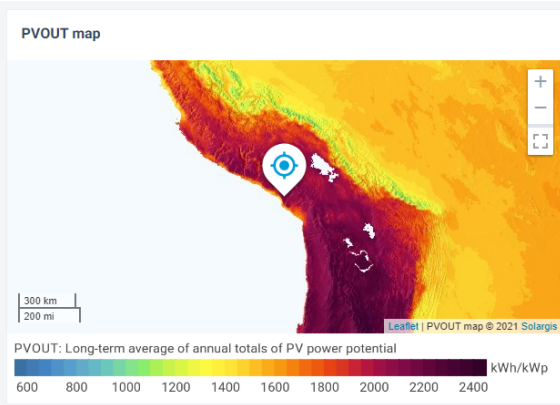 PVOUT map
+
−
300 km
200 mi
Leaflet | PVOUT map © 2021 Solargis
PVOUT: Long-term average of annual totals of PV power potential
kWh/kWp
600 800 1000 1200 1400 1600 1800 2000 2200 2400